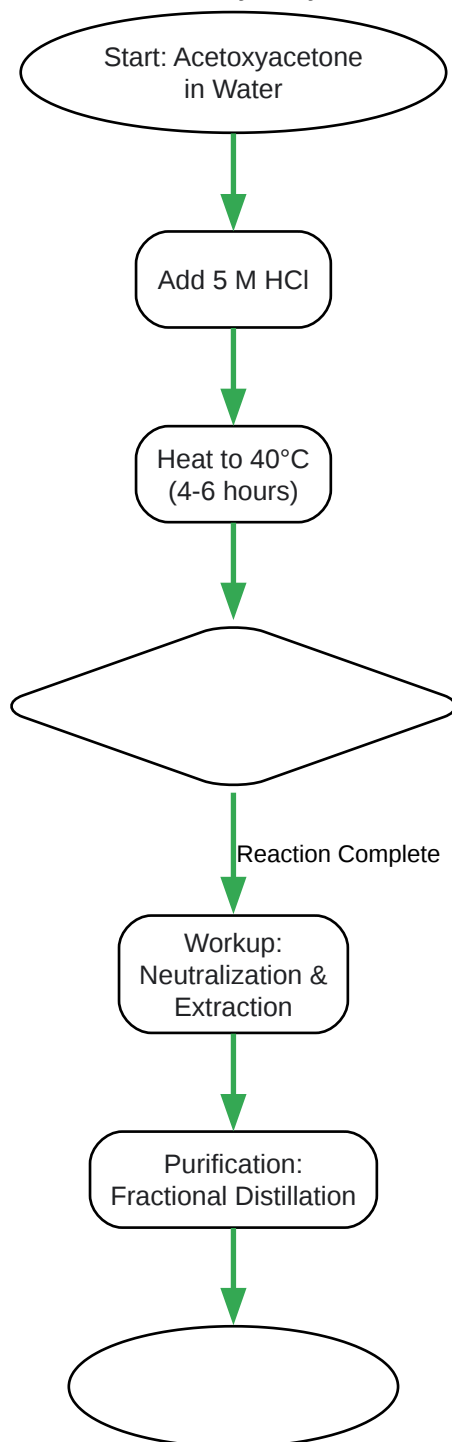 Start: Acetoxyacetone
in Water
Add 5 M HCl
Heat to 40°C
(4-6 hours)
Reaction Complete
Workup:
Neutralization &
Extraction
Purification:
Fractional Distillation